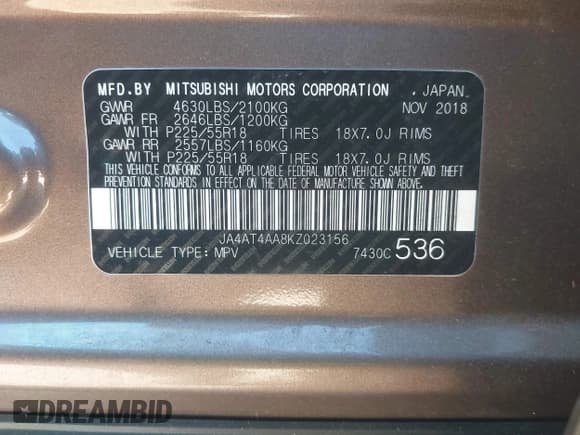 MFD.BY MITSUBISHI MOTORS CORPORATION , JAPAN
GVWR 4630LBS/2100KG NOV 2018
GAWR FR 2646LBS/1200KG
WITH P225/55R18 TIRES 18X7.0J RIMS
GAWR RR 2557LBS/1160KG
WITH P225/55R18 TIRES 18X7.0J RIMS
THIS VEHICLE CONFORMS TO ALL APPLICABLE FEDERAL MOTOR VEHICLE SAFETY AND THEFT
PREVENTION STANDARDS IN EFFECT ON THE DATE OF MANUFACTURE SHOWN ABOVE.
JA4AT4AA8KZ023156
VEHICLE TYPE: MPV 7430C 536
DREAMBID